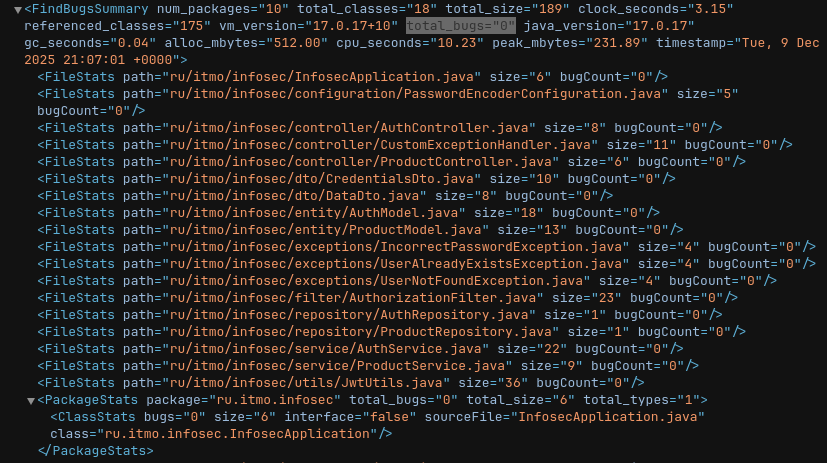 ▼<FindBugsSummary num_packages="10" total_classes="18" total_size="189" clock_seconds="3.15"
referenced_classes="175" vm_version="17.0.17+10" total_bugs="0" java_version="17.0.17"
gc_seconds="0.04" alloc_mbytes="512.00" cpu_seconds="10.23" peak_mbytes="231.89" timestamp="Tue, 9 Dec
2025 21:07:01 +0000">
<FileStats path="ru/itmo/infosec/InfosecApplication.java" size="6" bugCount="0"/>
<FileStats path="ru/itmo/infosec/configuration/PasswordEncoderConfiguration.java" size="5"
bugCount="0"/>
<FileStats path="ru/itmo/infosec/controller/AuthController.java" size="8" bugCount="0"/>
<FileStats path="ru/itmo/infosec/controller/CustomExceptionHandler.java" size="11" bugCount="0"/>
<FileStats path="ru/itmo/infosec/controller/ProductController.java" size="6" bugCount="0"/>
<FileStats path="ru/itmo/infosec/dto/CredentialsDto.java" size="10" bugCount="0"/>
<FileStats path="ru/itmo/infosec/dto/DataDto.java" size="8" bugCount="0"/>
<FileStats path="ru/itmo/infosec/entity/AuthModel.java" size="18" bugCount="0"/>
<FileStats path="ru/itmo/infosec/entity/ProductModel.java" size="13" bugCount="0"/>
<FileStats path="ru/itmo/infosec/exceptions/IncorrectPasswordException.java" size="4" bugCount="0"/>
<FileStats path="ru/itmo/infosec/exceptions/UserAlreadyExistsException.java" size="4" bugCount="0"/>
<FileStats path="ru/itmo/infosec/exceptions/UserNotFoundException.java" size="4" bugCount="0"/>
<FileStats path="ru/itmo/infosec/filter/AuthorizationFilter.java" size="23" bugCount="0"/>
<FileStats path="ru/itmo/infosec/repository/AuthRepository.java" size="1" bugCount="0"/>
<FileStats path="ru/itmo/infosec/repository/ProductRepository.java" size="1" bugCount="0"/>
<FileStats path="ru/itmo/infosec/service/AuthService.java" size="22" bugCount="0"/>
<FileStats path="ru/itmo/infosec/service/ProductService.java" size="9" bugCount="0"/>
<FileStats path="ru/itmo/infosec/utils/JwtUtils.java" size="36" bugCount="0"/>
▼<PackageStats package="ru.itmo.infosec" total_bugs="0" total_size="6" total_types="1">
<ClassStats bugs="0" size="6" interface="false" sourceFile="InfosecApplication.java"
class="ru.itmo.infosec.InfosecApplication"/>
</PackageStats>